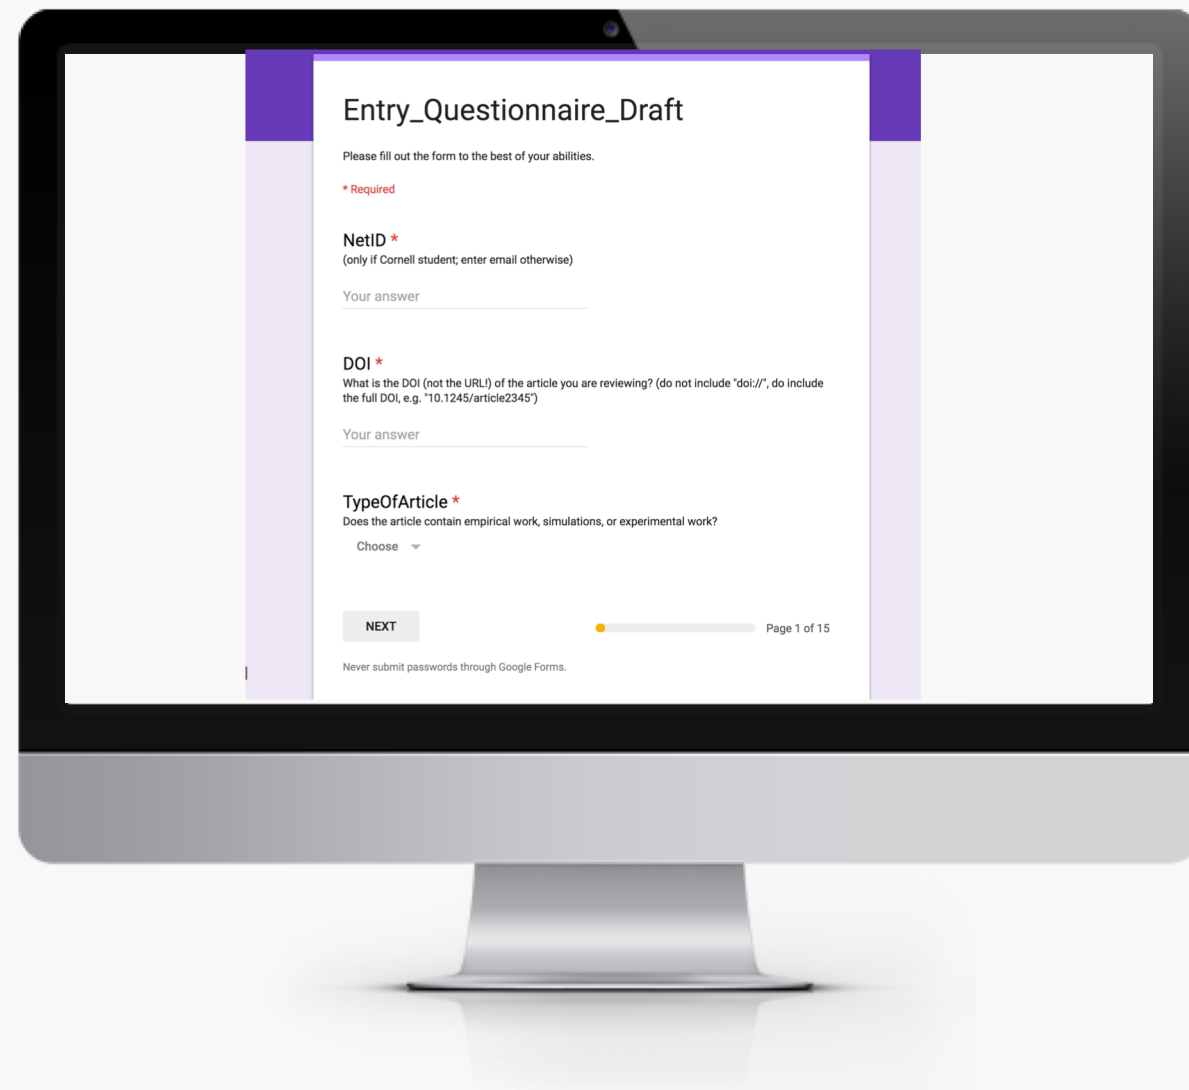 Entry_Questionnaire_Draft
Please fill out the form to the best of your abilities.
* Required
NetID *
(only if Cornell student; enter email otherwise)
Your answer
DOI *
What is the DOI (not the URL!) of the article you are reviewing? (do not include "doi://", do include
the full DOI, e.g. "10.1245/article2345")
Your answer
TypeOfArticle *
Does the article contain empirical work, simulations, or experimental work?
Choose
NEXT
Page 1 of 15
Never submit passwords through Google Forms.